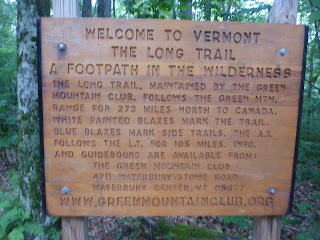 WELCOME TO VERMONT
THE LONG TRAIL
A FOOTPATH IN THE WILDERNESS
THE LONG TRAIL, MAINTAINED BY THE GREEN
MOUNTAIN CLUB, FOLLOWS THE GREEN MTN.
RANGE FOR 273 MILES NORTH TO CANADA.
WHITE PAINTED BLAZES MARK THE TRAIL.
BLUE BLAZES MARK SIDE TRAILS. THE A.T.
FOLLOWS THE L.T. FOR 105 MILES. INFO.
AND GUIDEBOOKS ARE AVAILABLE FROM:
THE GREEN MOUNTAIN CLUB
4711 WATERBURY-STOWE ROAD
WATERBURY CENTER, VT 05677
WWW.GREENMOUNTAINCLUB.ORG